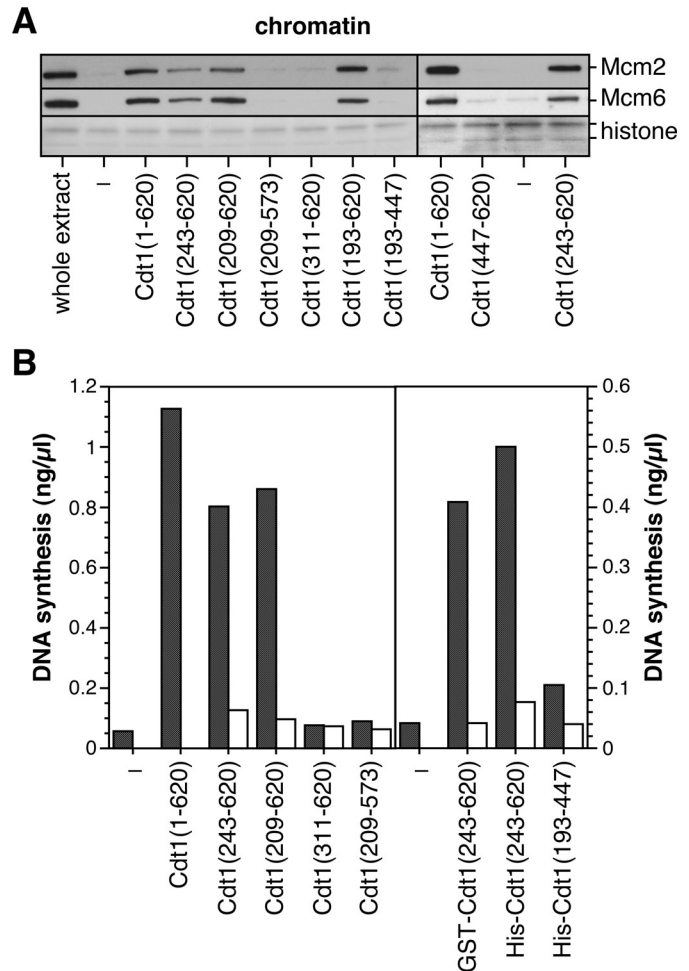 A
chromatin
Mcm2
Mcm6
histone
whole extract
–
Cdt1(1-620)
Cdt1(243-620)
Cdt1(209-620)
Cdt1(209-573)
Cdt1(311-620)
Cdt1(193-620)
Cdt1(193-447)
Cdt1(1-620)
Cdt1(447-620)
–
Cdt1(243-620)
B
DNA synthesis (ng/µl)
1.2
1
0.8
0.6
0.4
0.2
0
0.6
0.5
0.4
0.3
0.2
0.1
0
DNA synthesis (ng/µl)
–
Cdt1(1-620)
Cdt1(243-620)
Cdt1(209-620)
Cdt1(311-620)
Cdt1(209-573)
–
GST-Cdt1(243-620)
His-Cdt1(243-620)
His-Cdt1(193-447)